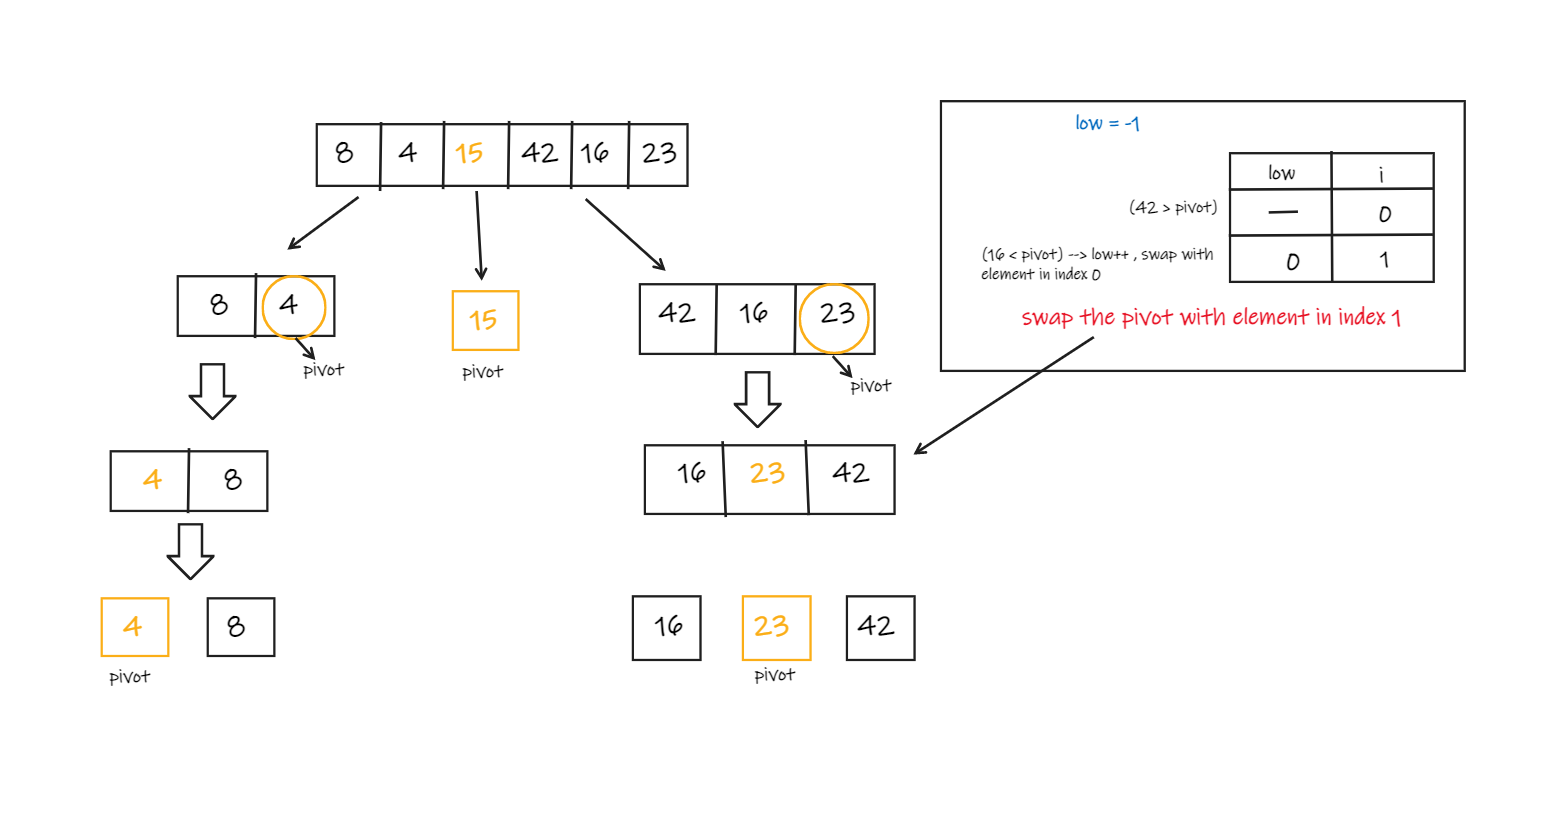 low = -1
8 4 15 42 16 23
low i
(42 > pivot) — 0
(16 < pivot) --> low++ , swap with
element in index 0
0 1
swap the pivot with element in index 1
8 4
15
42 16 23
pivot
pivot
pivot
4 8
16 23 42
4 8
16 23 42
pivot
pivot